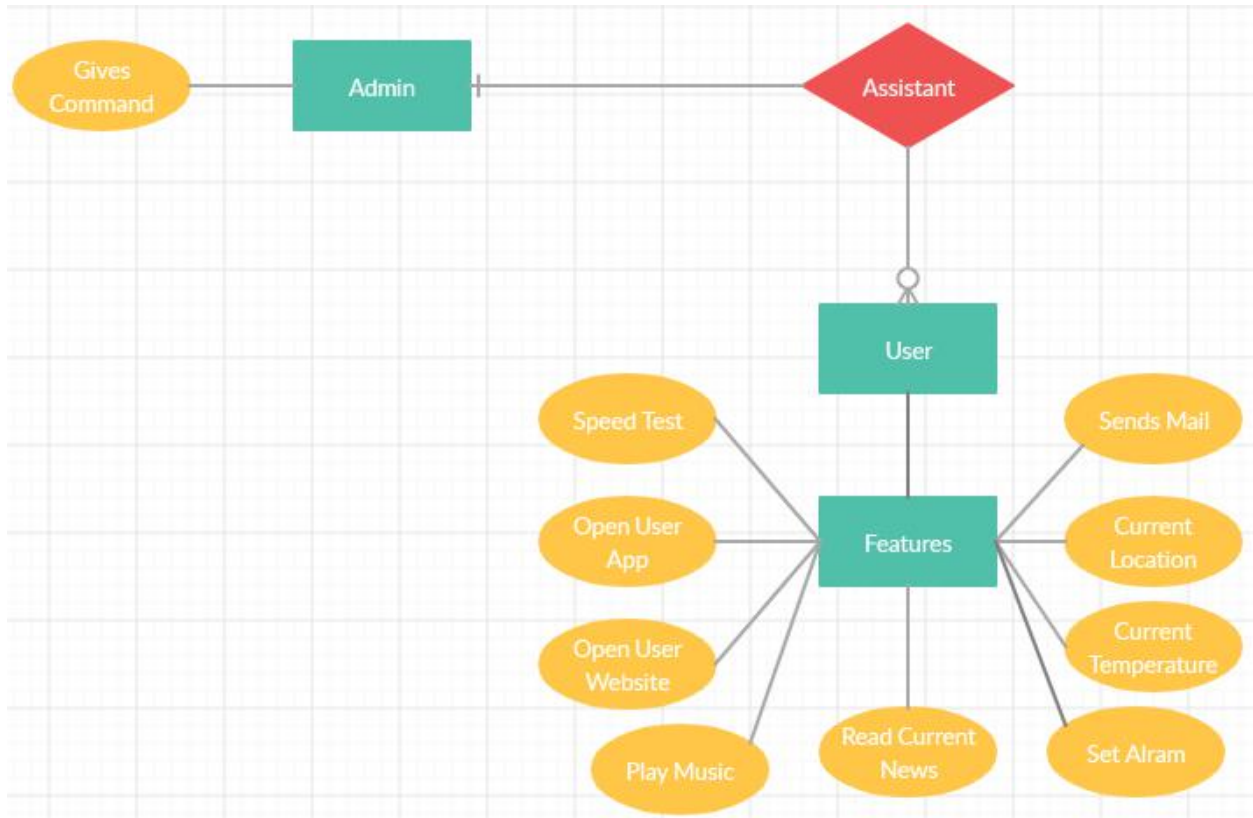 Gives
Command
Admin
Assistant
User
Speed Test
Sends Mail
Open User
App
Features
Current
Location
Open User
Website
Current
Temperature
Play Music
Read Current
News
Set Alram